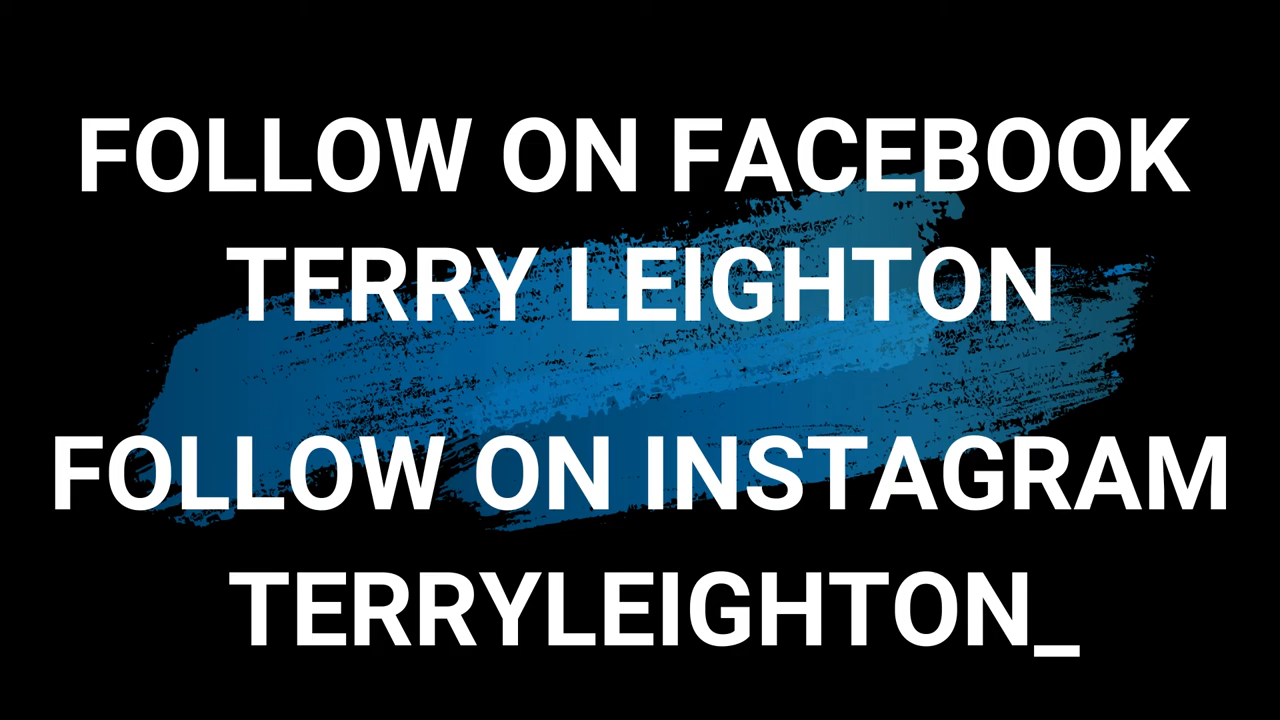 FOLLOW ON FACEBOOK
TERRY LEIGHTON
FOLLOW ON INSTAGRAM
TERRYLEIGHTON_